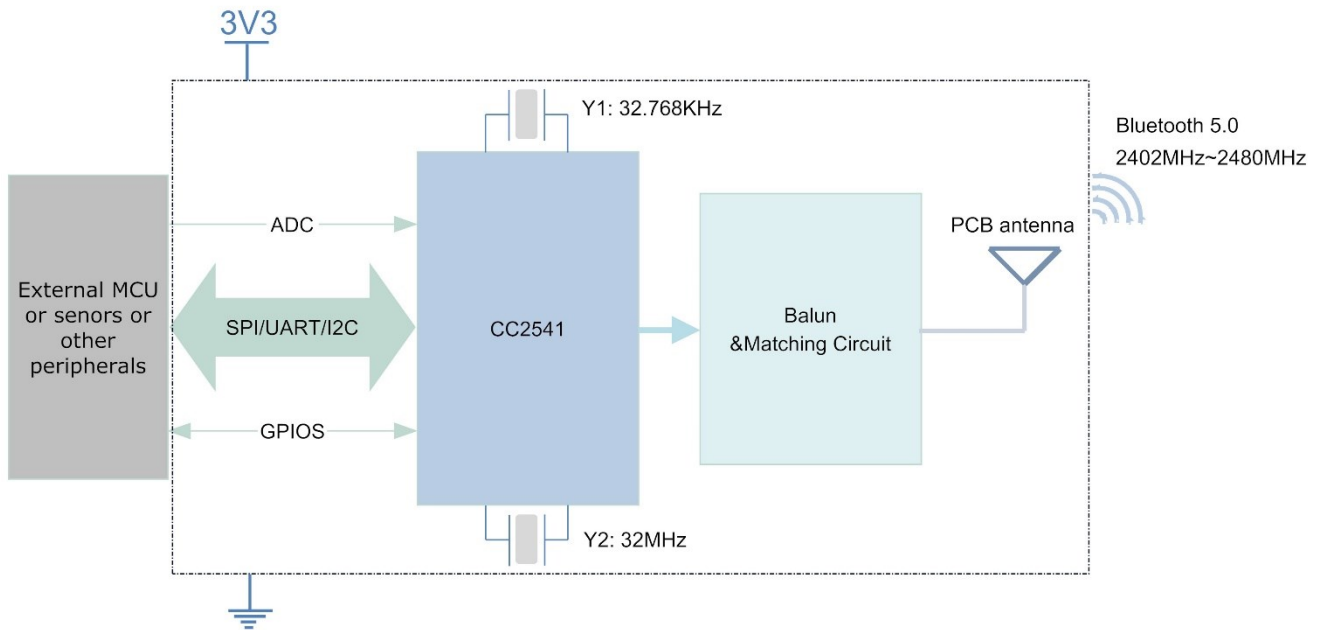 3V3
Y1: 32.768KHz
Bluetooth 5.0
2402MHz~2480MHz
ADC
PCB antenna
External MCU
or senors or
other
peripherals
SPI/UART/I2C
CC2541
Balun
&Matching Circuit
GPIOS
Y2: 32MHz